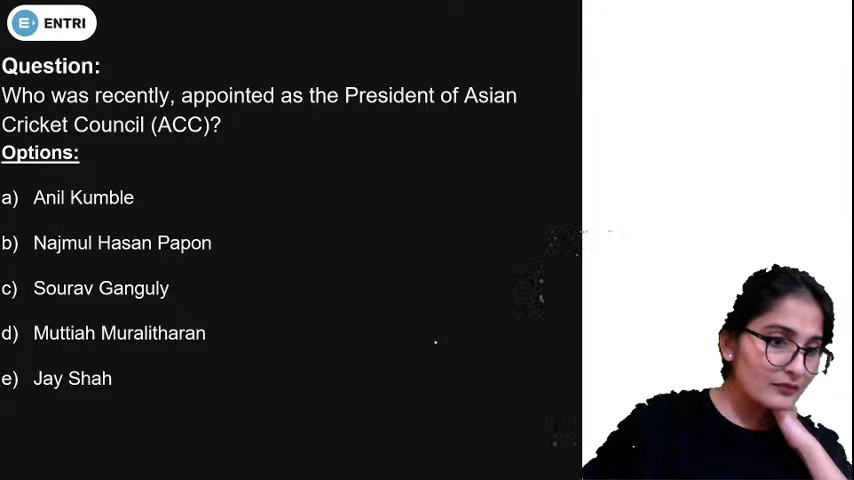 ENTRI
Question:
Who was recently, appointed as the President of Asian
Cricket Council (ACC)?
Options:
a) Anil Kumble
b) Najmul Hasan Papon
c) Sourav Ganguly
d) Muttiah Muralitharan
e) Jay Shah